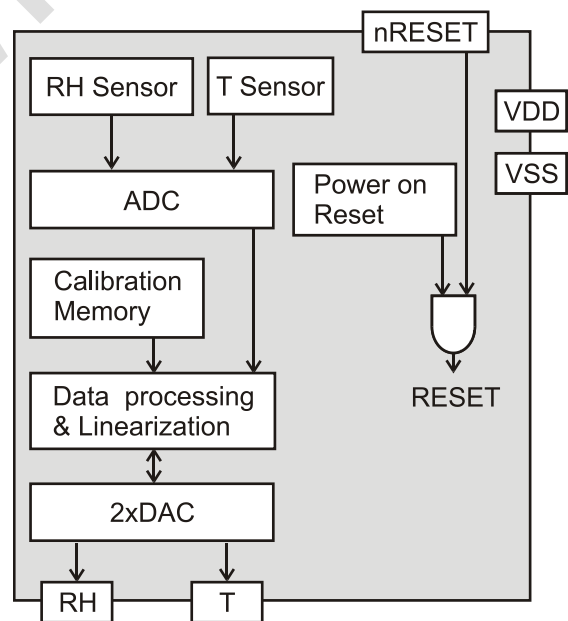 nRESET
RH Sensor
T Sensor
VDD
VSS
ADC
Power on
Reset
Calibration
Memory
Data processing
& Linearization
RESET
2xDAC
RH
T